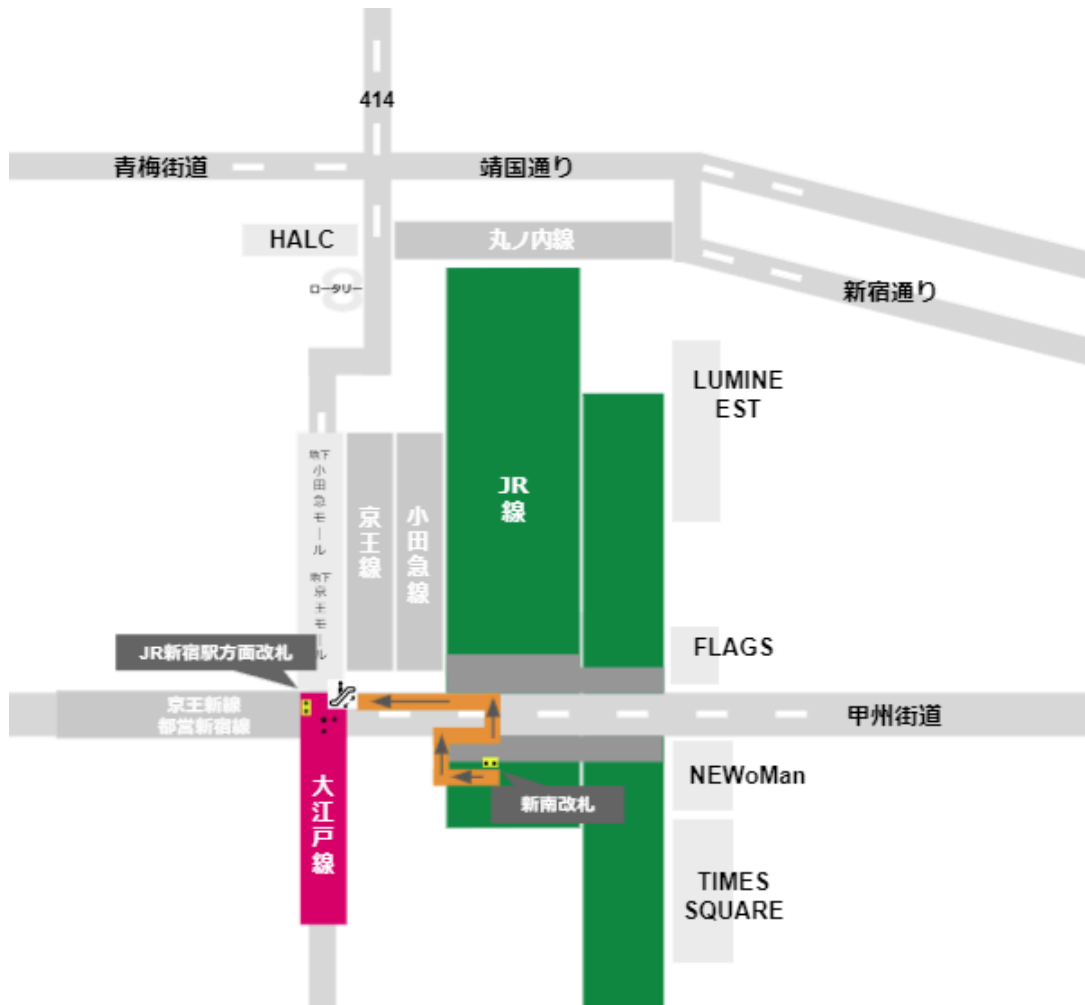 414
青梅街道
靖国通り
HALC
丸ノ内線
ロータリー
8
新宿通り
LUMINE
EST
地下
小田急モール
地下
京王モール
京王線
小田急線
JR
線
FLAGS
JR新宿駅方面改札
京王新線
都営新宿線
甲州街道
大江戸線
新南改札
NEWoMan
TIMES
SQUARE